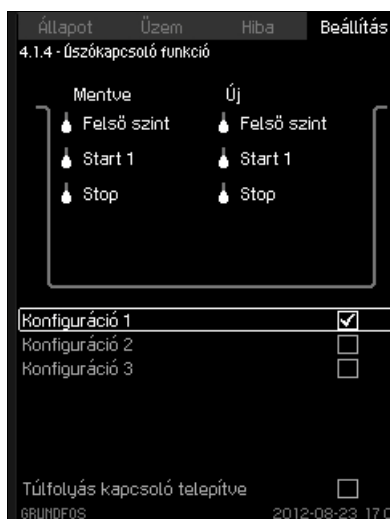 Állapot Üzem Hiba Beállítás
4.1.4 - Úszókapcsoló funkció
Mentve Új
Felső szint Felső szint
Start 1 Start 1
Stop Stop
Konfiguráció 1
Konfiguráció 2
Konfiguráció 3
Túlfolyás kapcsoló telepítve
GRUNDFOS 2012-08-23